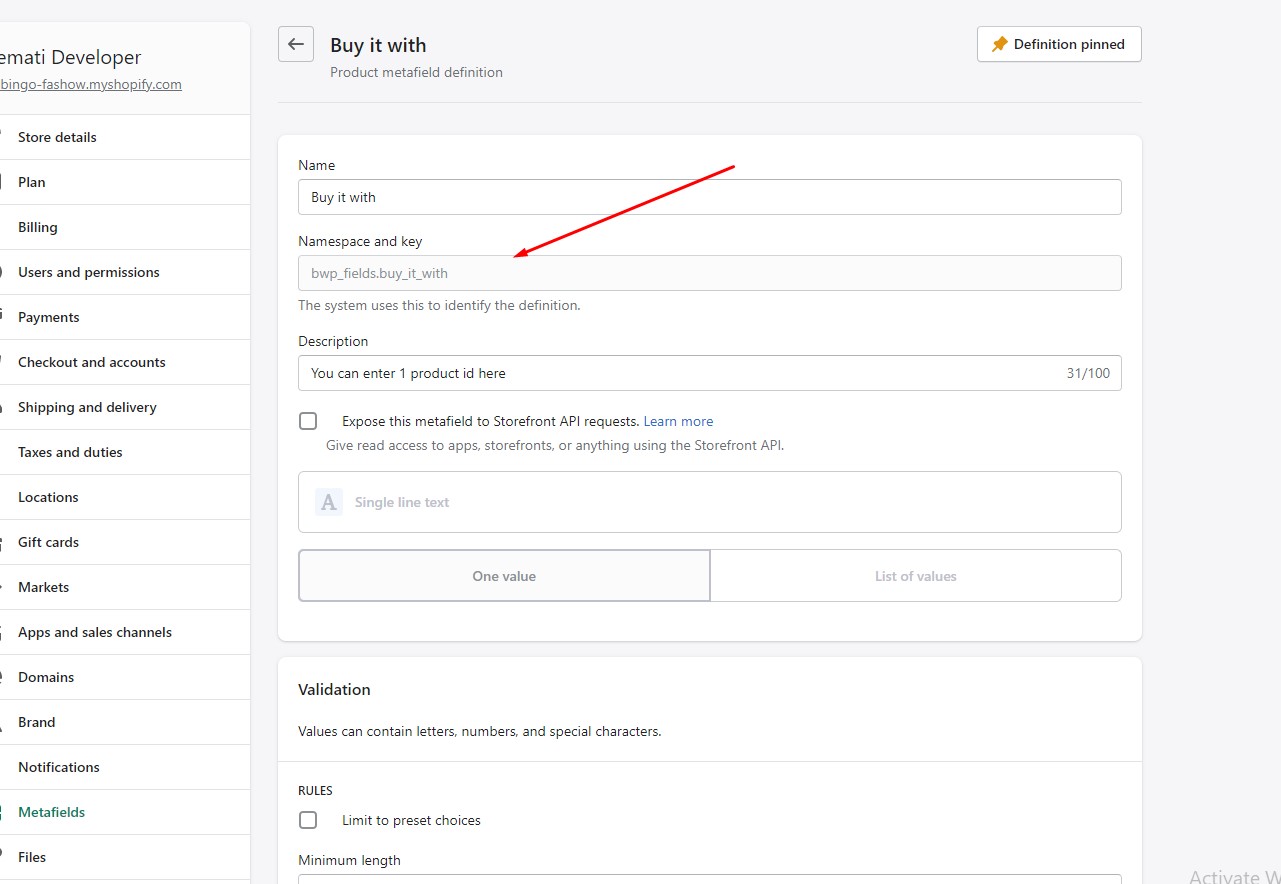 emati Developer
bingo-fashow.myshopify.com
Store details
Plan
Billing
Users and permissions
Payments
Checkout and accounts
Shipping and delivery
Taxes and duties
Locations
Gift cards
Markets
Apps and sales channels
Domains
Brand
Notifications
Metafields
Files
Buy it with
Product metafield definition
Definition pinned
Name
Buy it with
Namespace and key
bwp_fields.buy_it_with
The system uses this to identify the definition.
Description
You can enter 1 product id here 31/100
Expose this metafield to Storefront API requests. Learn more
Give read access to apps, storefronts, or anything using the Storefront API.
A Single line text
One value List of values
Validation
Values can contain letters, numbers, and special characters.
RULES
Limit to preset choices
Minimum length
Activate W